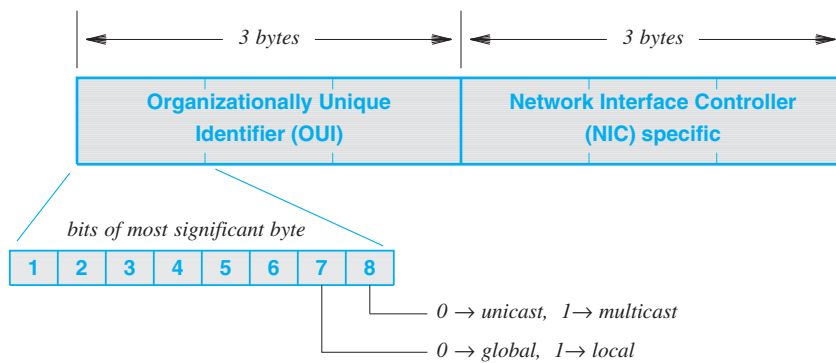 3 bytes 3 bytes
Organizationally Unique
Identifier (OUI)
Network Interface Controller
(NIC) specific
bits of most significant byte
1 2 3 4 5 6 7 8
0 → unicast, 1→ multicast
0 → global, 1→ local